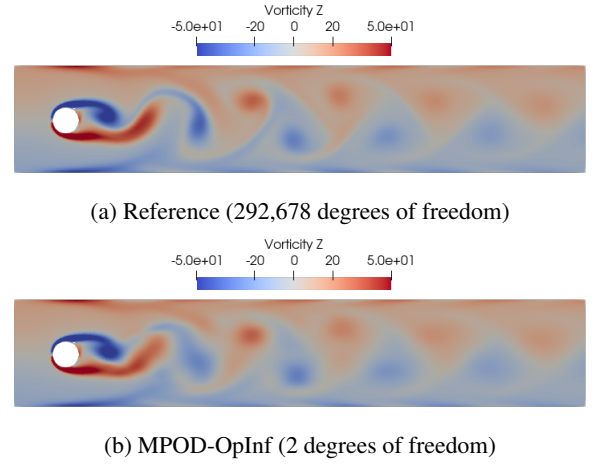 Vorticity Z
-5.0e+01 -20 0 20 5.0e+01
(a) Reference (292,678 degrees of freedom)
Vorticity Z
-5.0e+01 -20 0 20 5.0e+01
(b) MPOD-OpInf (2 degrees of freedom)